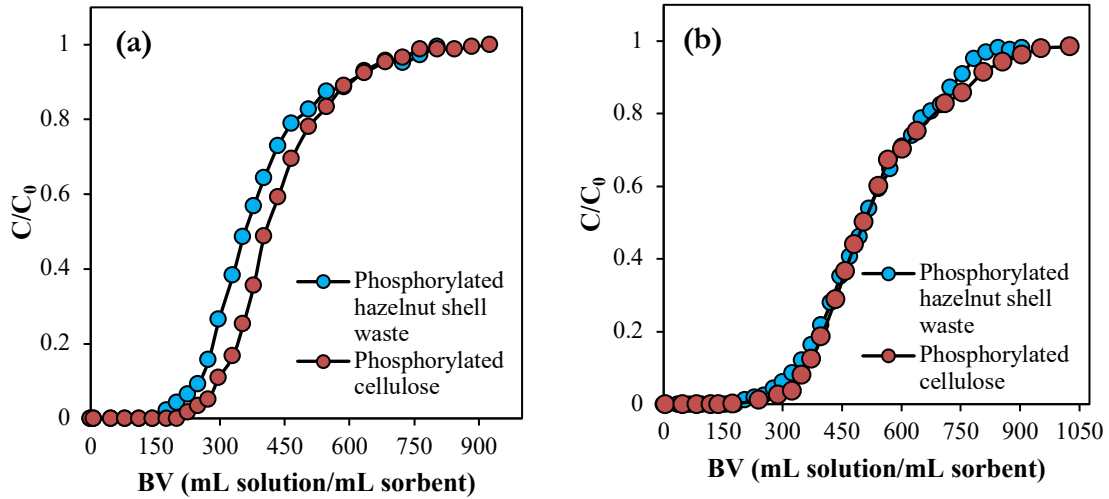 (a)
C/C0
1
0.8
0.6
0.4
0.2
0
Phosphorylated
hazelnut shell
waste
Phosphorylated
cellulose
0 150 300 450 600 750 900
BV (mL solution/mL sorbent)
(b)
C/C0
1
0.8
0.6
0.4
0.2
0
Phosphorylated
hazelnut shell
waste
Phosphorylated
cellulose
0 150 300 450 600 750 900 1050
BV (mL solution/mL sorbent)